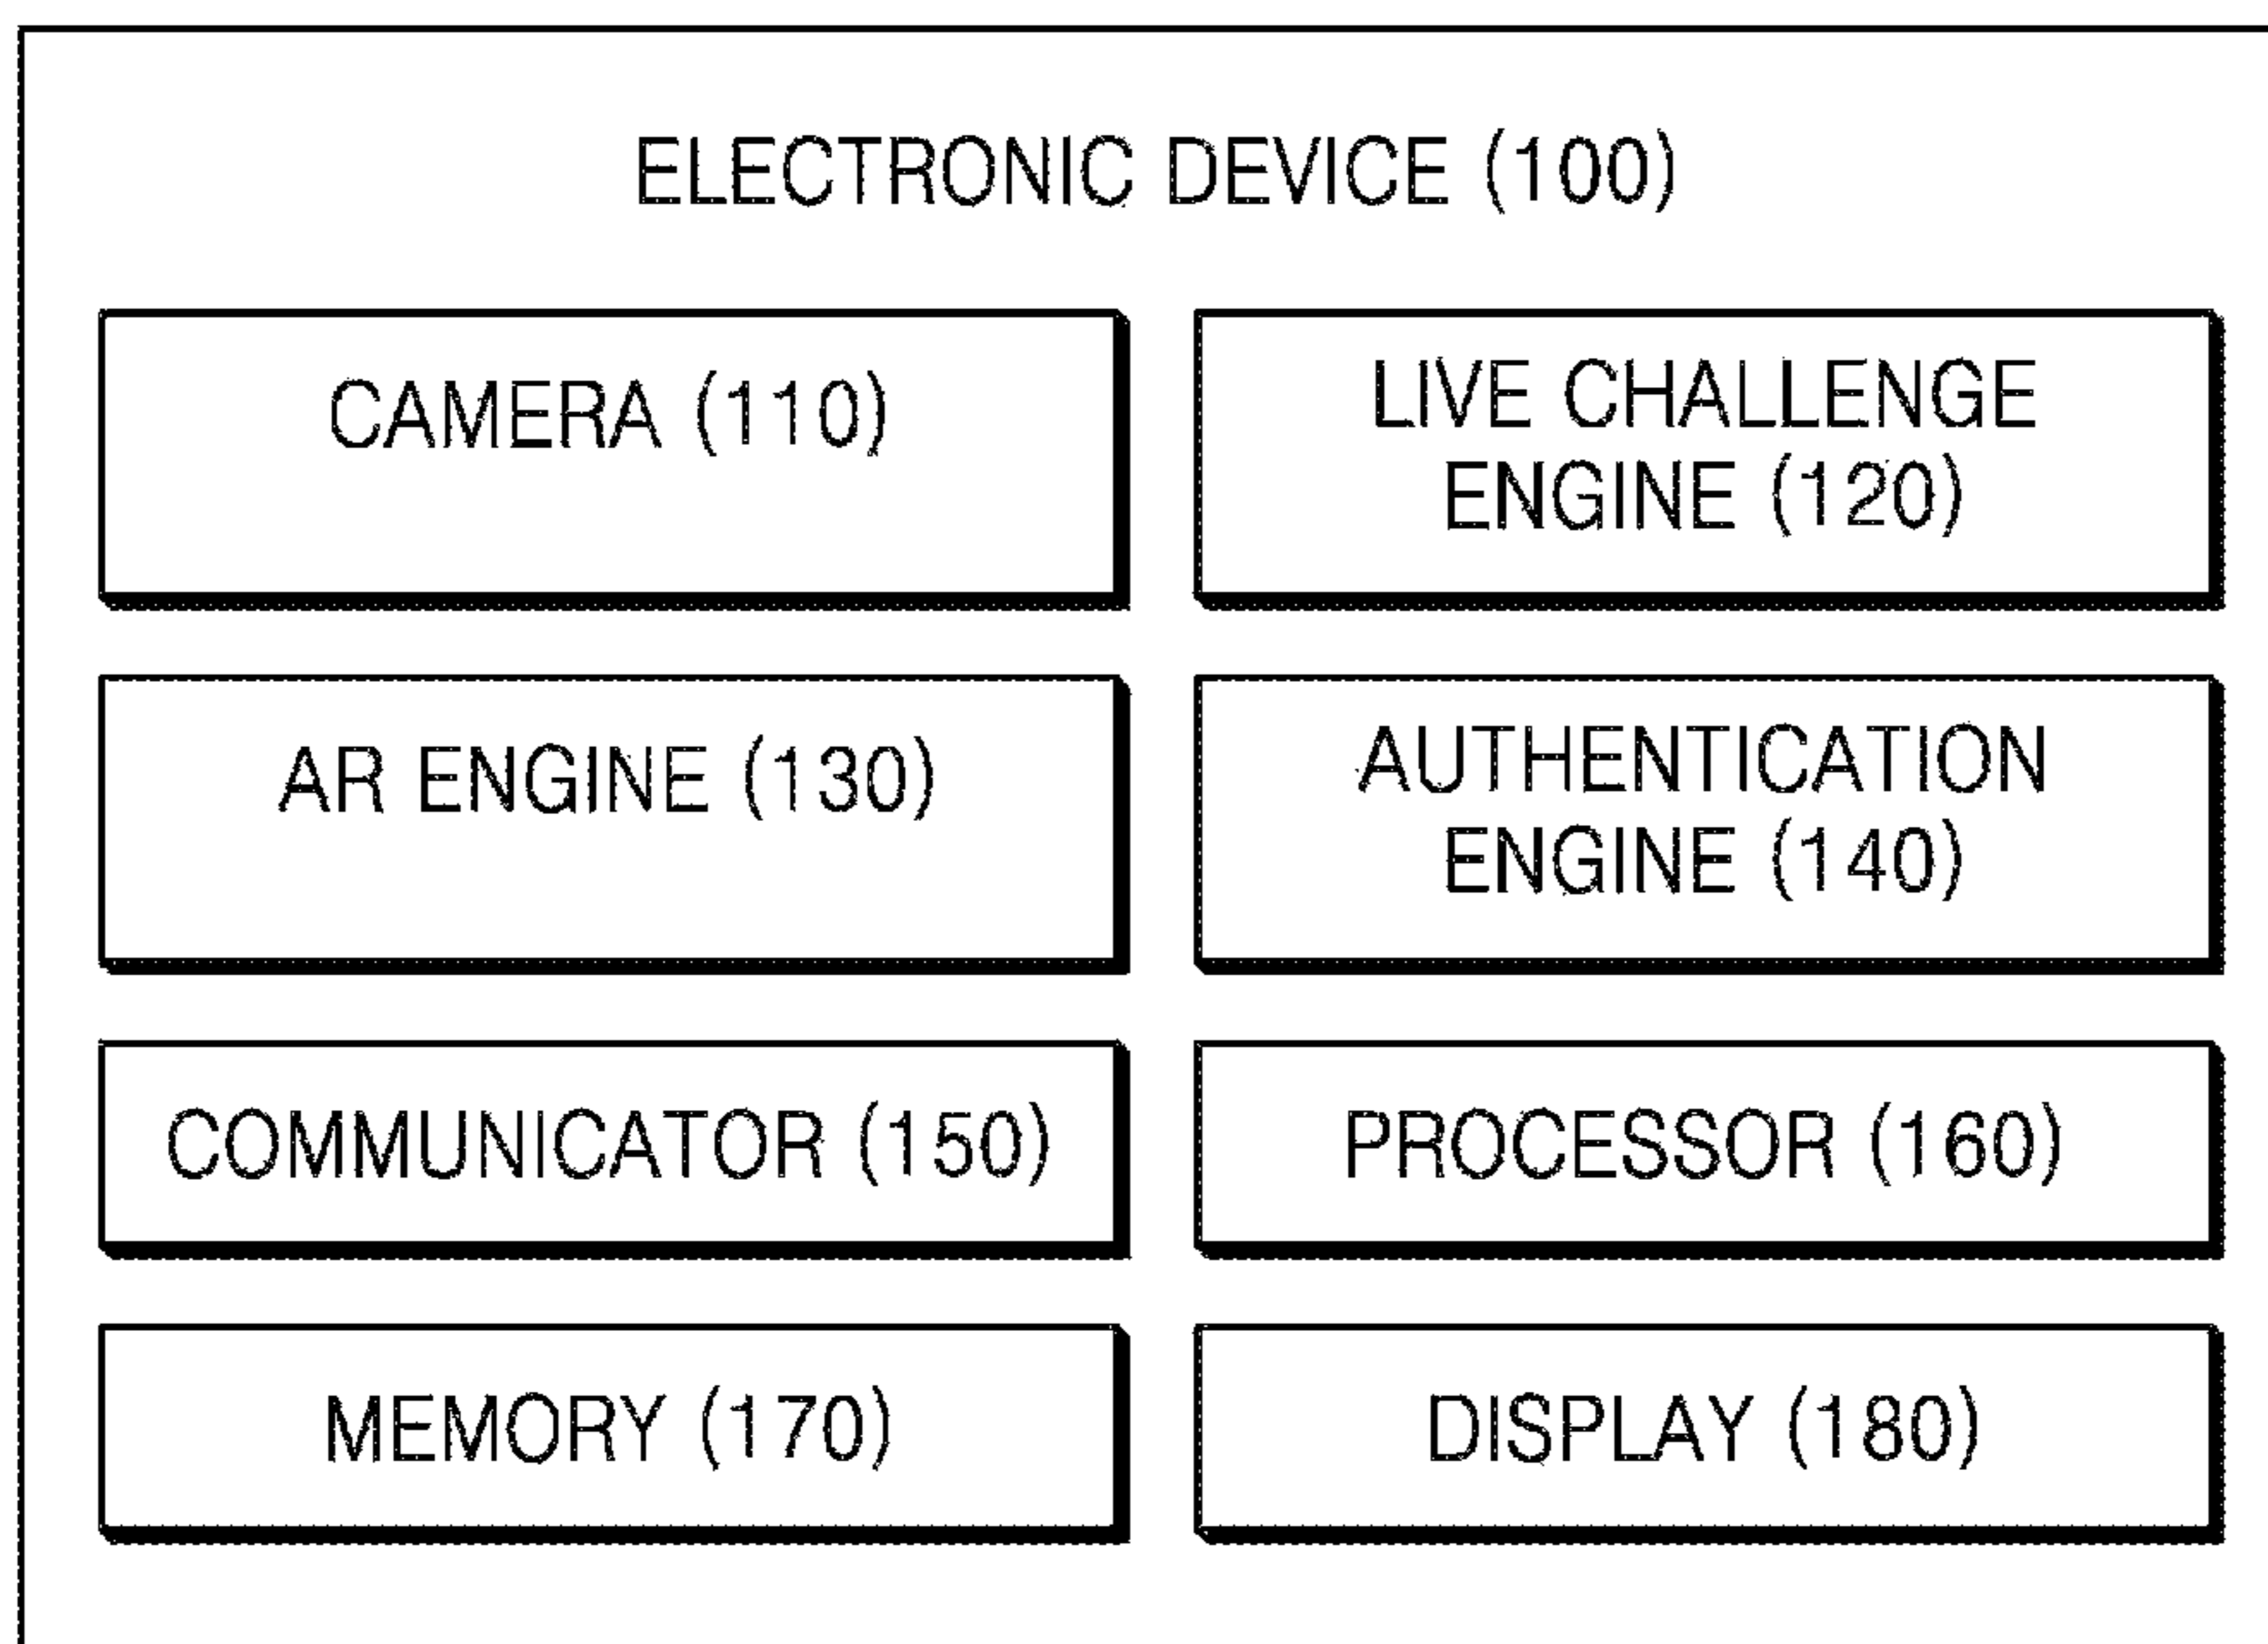 ELECTRONIC DEVICE (100)
CAMERA (110)
LIVE CHALLENGE
ENGINE (120)
AR ENGINE (130)
AUTHENTICATION
ENGINE (140)
COMMUNICATOR (150)
PROCESSOR (160)
MEMORY (170)
DISPLAY (180)